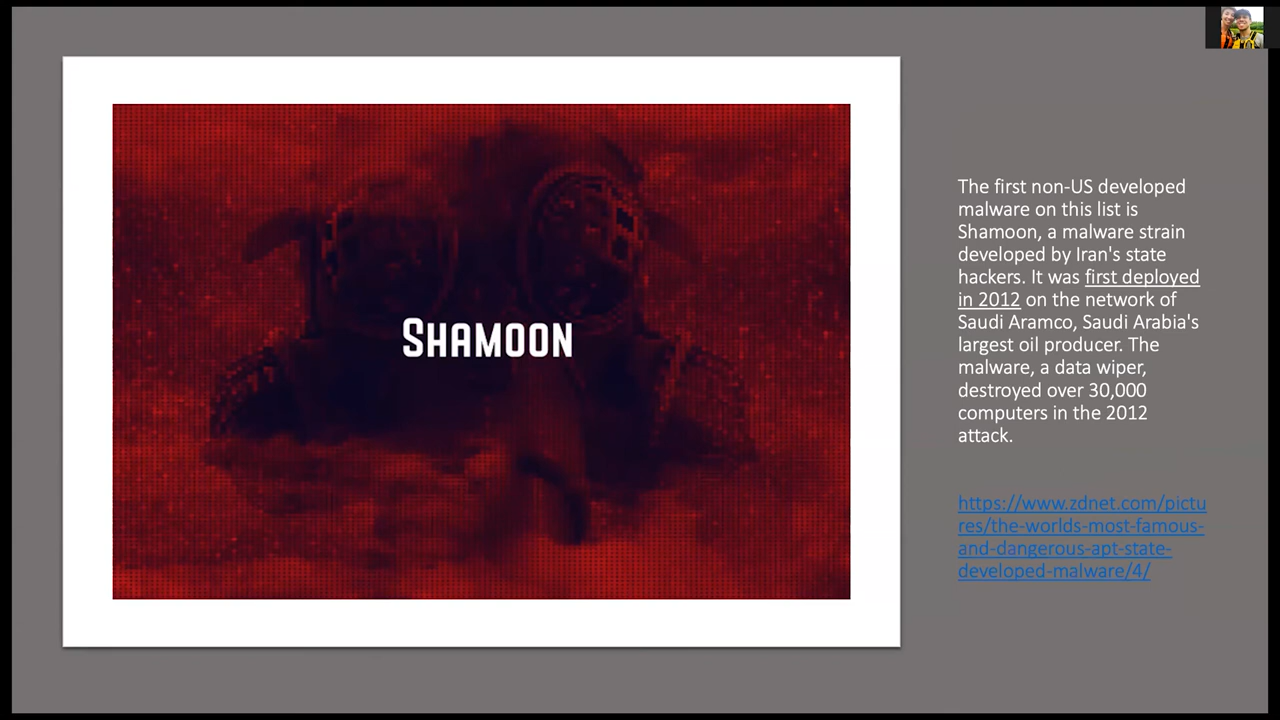 SHAMOON
The first non-US developed
malware on this list is
Shamoon, a malware strain
developed by Iran's state
hackers. It was first deployed
in 2012 on the network of
Saudi Aramco, Saudi Arabia's
largest oil producer. The
malware, a data wiper,
destroyed over 30,000
computers in the 2012
attack.
https://www.zdnet.com/pictu
res/the-worlds-most-famous-
and-dangerous-apt-state-
developed-malware/4/